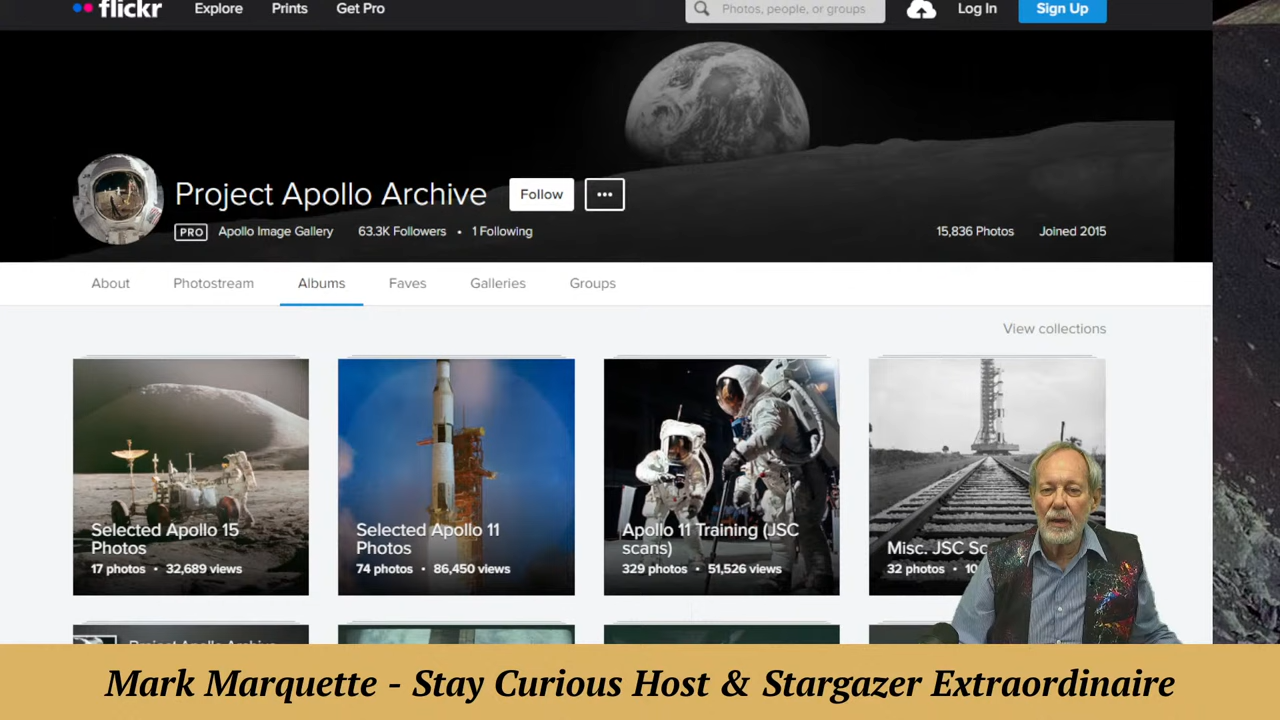 flickr
Explore
Prints
Get Pro
Photos, people, or groups
Log In
Sign Up
Project Apollo Archive
Follow
PRO
Apollo Image Gallery
63.3K Followers • 1 Following
15,836 Photos
Joined 2015
About
Photostream
Albums
Faves
Galleries
Groups
View collections
Selected Apollo 15
Photos
17 photos • 32,689 views
Selected Apollo 11
Photos
74 photos • 86,450 views
Apollo 11 Training (JSC
scans)
329 photos • 51,526 views
Misc. JSC
32 photos
Project Apollo Archive
Mark Marquette - Stay Curious Host & Stargazer Extraordinaire